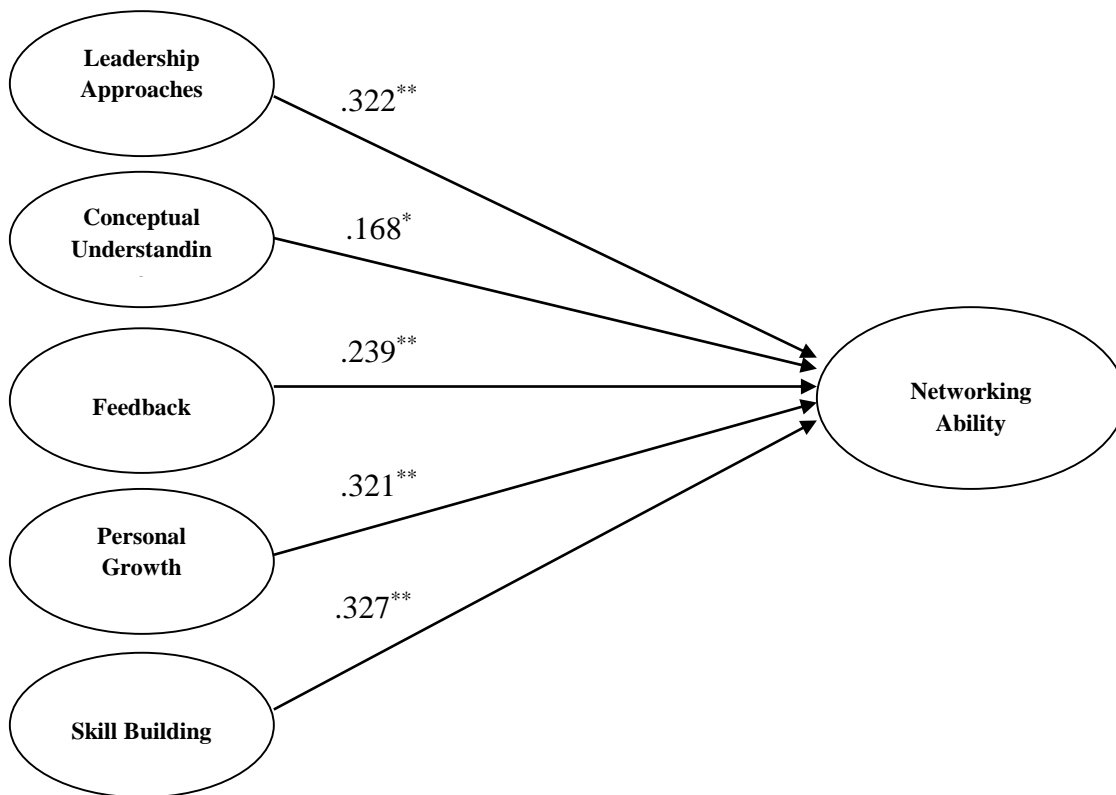 Leadership
Approaches
.322**
Conceptual
Understandin
.168*
.239**
Feedback
Networking
Ability
.321**
Personal
Growth
.327**
Skill Building